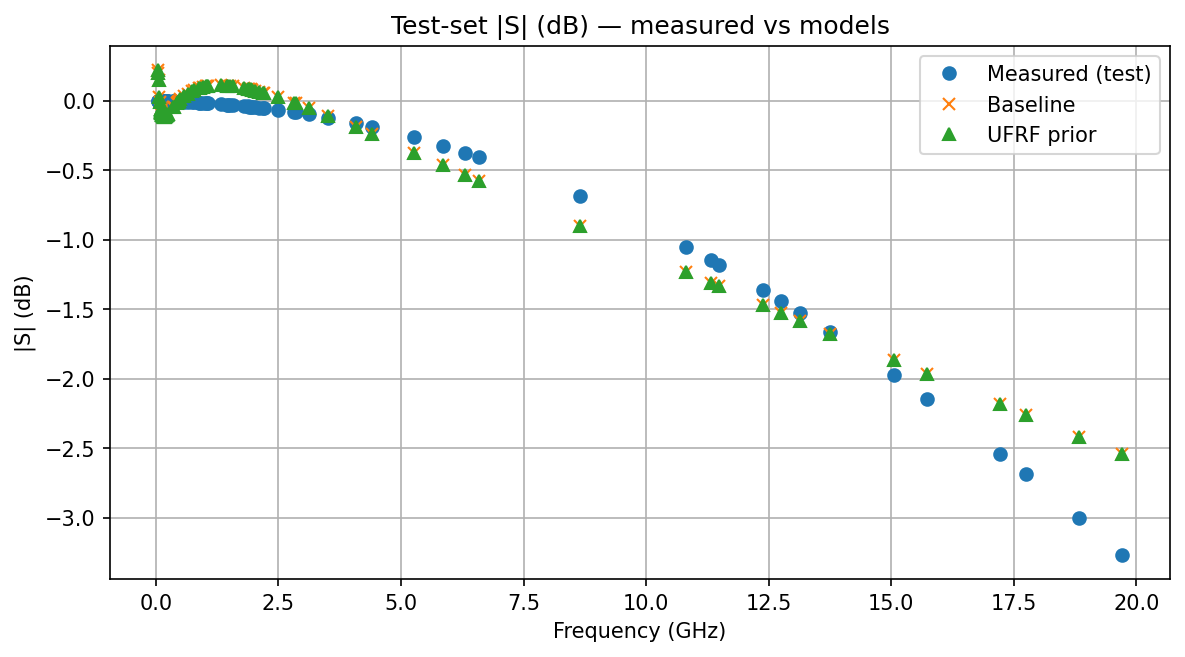 Test-set |S| (dB) — measured vs models
Measured (test)
Baseline
UFRF prior
|S| (dB)
0.0
−0.5
−1.0
−1.5
−2.0
−2.5
−3.0
0.0 2.5 5.0 7.5 10.0 12.5 15.0 17.5 20.0
Frequency (GHz)